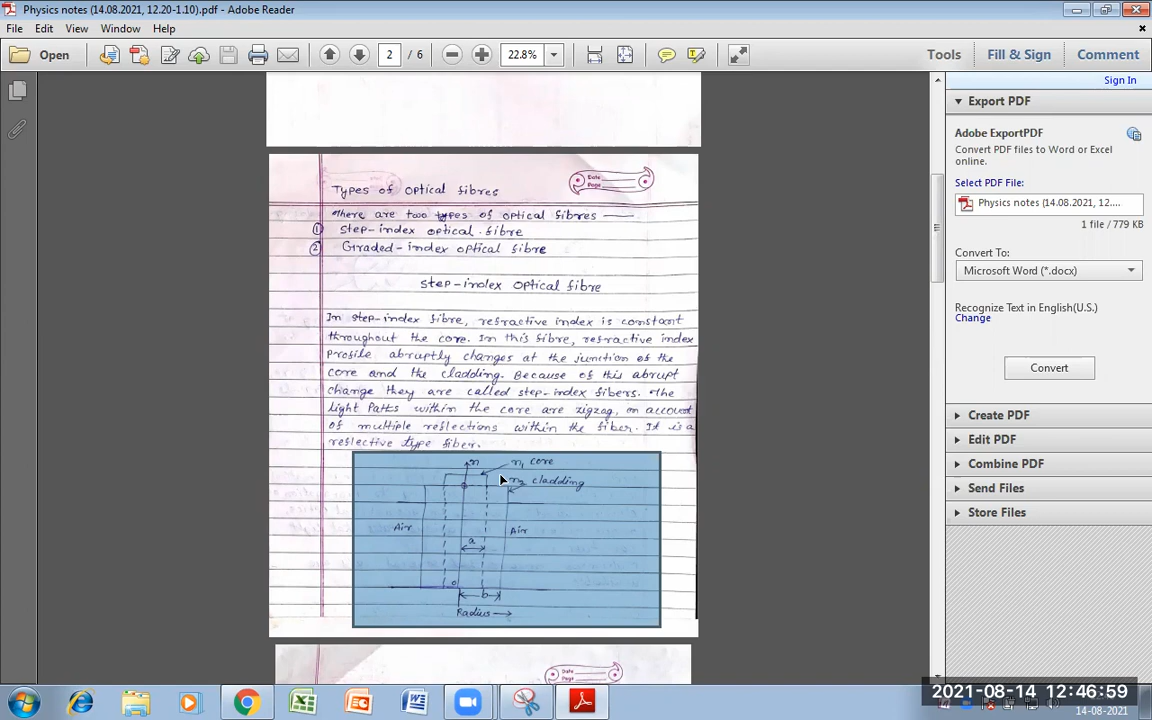 Physics notes (14.08.2021, 12.20-1.10).pdf - Adobe Reader
File Edit View Window Help
Open 2 / 6 22.8% Tools Fill & Sign Comment
Sign In
Export PDF
Adobe ExportPDF
Convert PDF files to Word or Excel
online.
Select PDF File:
Physics notes (14.08.2021, 12....
1 file / 779 KB
Convert To:
Microsoft Word (*.docx)
Recognize Text in English(U.S.)
Change
Convert
Create PDF
Edit PDF
Combine PDF
Send Files
Store Files
Date
Page
Types of optical fibres
There are two types of optical fibres
① Step-index optical fibre
② Graded-index optical fibre
Step-index optical fibre
In step-index fibre, refractive index is constant
throughout the core. In this fibre, refractive index
Profile abruptly changes at the junction of the
core and the cladding. Because of this abrupt
change they are called step-index fibers. The
light Paths within the core are zigzag, on account
of multiple reflections within the fiber. It is a
reflective type fiber.
n
n₁ core
n₂ cladding
Air
Air
a
o
b
Radius →
Date
Page
2021-08-14 12:46:59
14-08-2021